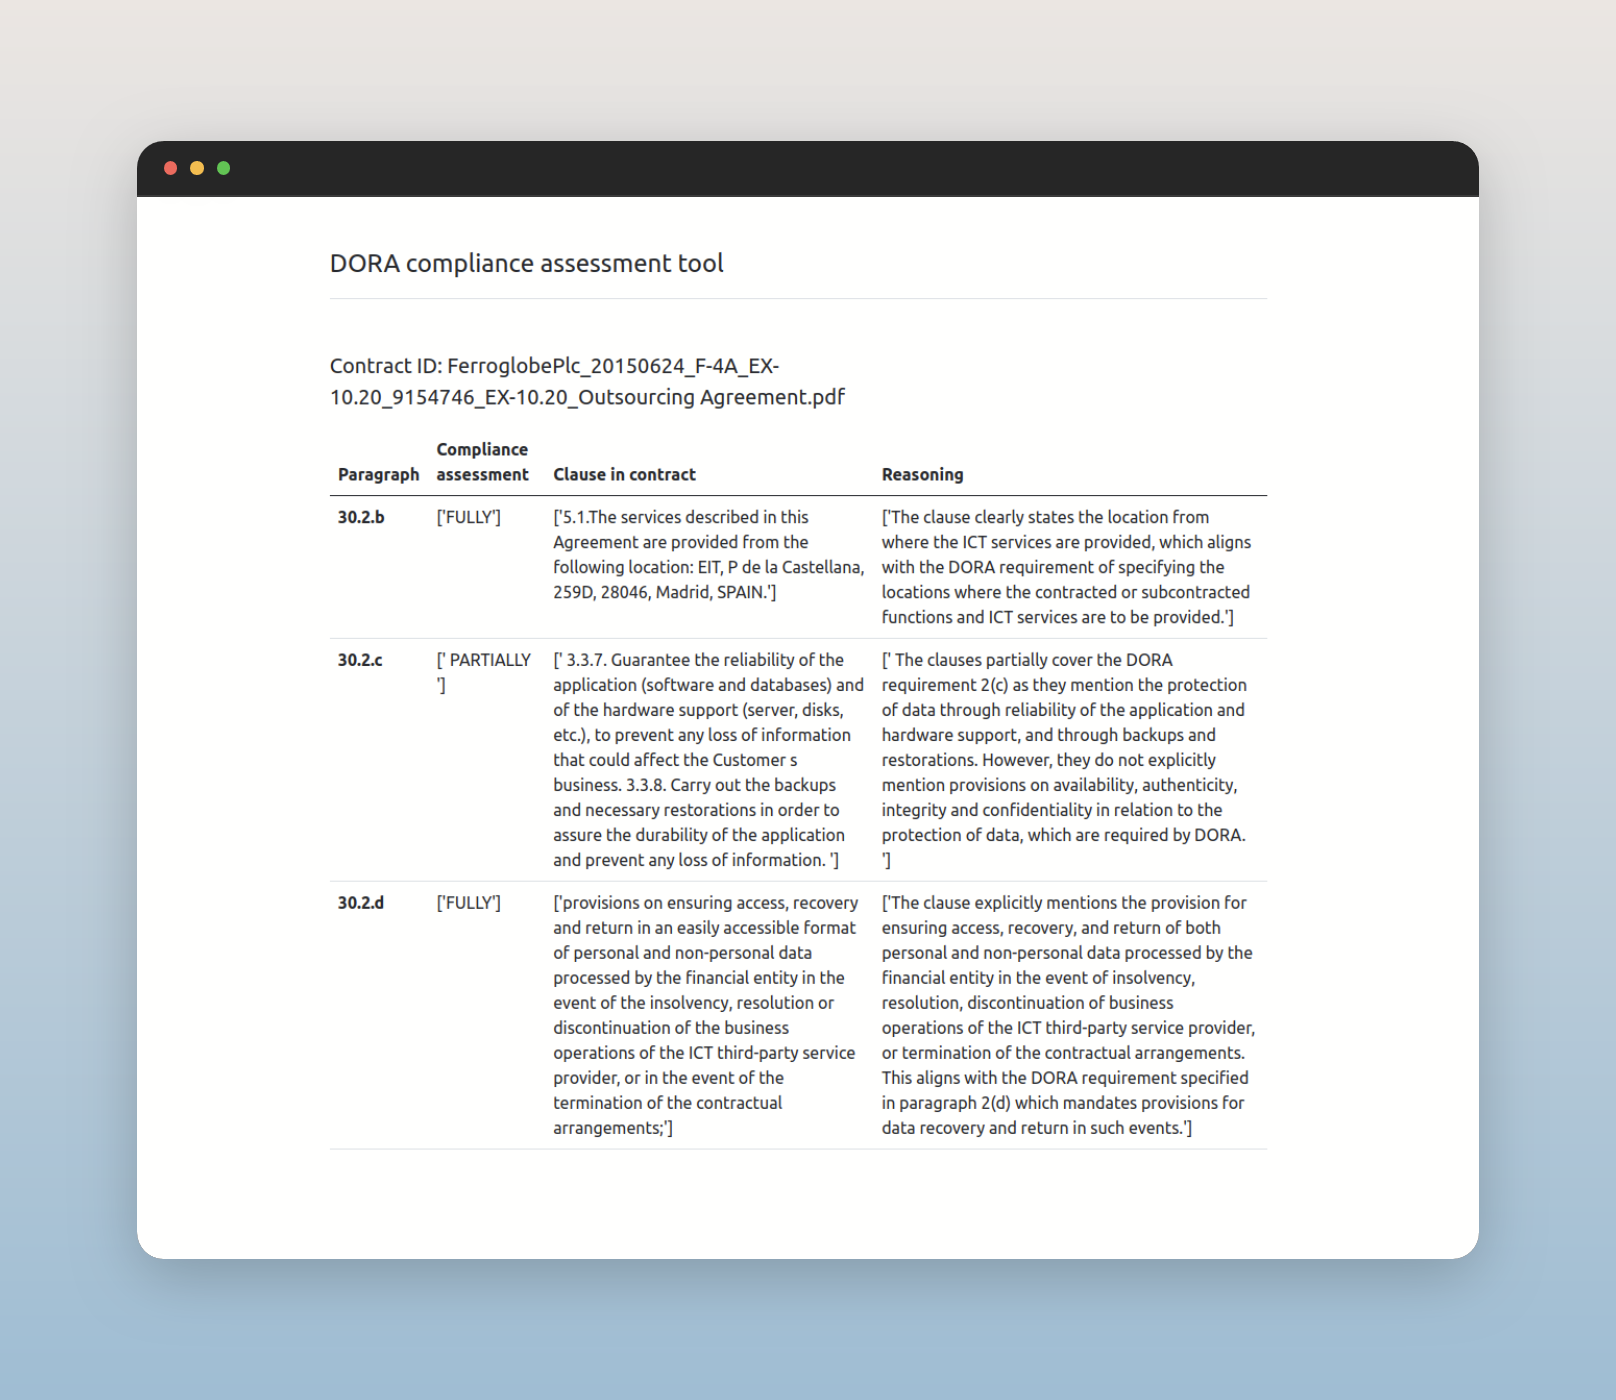 DORA compliance assessment tool
Contract ID: FerroglobePlc_20150624_F-4A_EX-
10.20_9154746_EX-10.20_Outsourcing Agreement.pdf
Compliance
Paragraph assessment Clause in contract Reasoning
30.2.b ['FULLY'] ['5.1.The services described in this ['The clause clearly states the location from
Agreement are provided from the where the ICT services are provided, which aligns
following location: EIT, P de la Castellana, with the DORA requirement of specifying the
259D, 28046, Madrid, SPAIN.'] locations where the contracted or subcontracted
functions and ICT services are to be provided.']
30.2.c [' PARTIALLY [' 3.3.7. Guarantee the reliability of the [' The clauses partially cover the DORA
'] application (software and databases) and requirement 2(c) as they mention the protection
of the hardware support (server, disks, of data through reliability of the application and
etc.), to prevent any loss of information hardware support, and through backups and
that could affect the Customer s restorations. However, they do not explicitly
business. 3.3.8. Carry out the backups mention provisions on availability, authenticity,
and necessary restorations in order to integrity and confidentiality in relation to the
assure the durability of the application protection of data, which are required by DORA.
and prevent any loss of information. '] ']
30.2.d ['FULLY'] ['provisions on ensuring access, recovery ['The clause explicitly mentions the provision for
and return in an easily accessible format ensuring access, recovery, and return of both
of personal and non-personal data personal and non-personal data processed by the
processed by the financial entity in the financial entity in the event of insolvency,
event of the insolvency, resolution or resolution, discontinuation of business
discontinuation of the business operations of the ICT third-party service provider,
operations of the ICT third-party service or termination of the contractual arrangements.
provider, or in the event of the This aligns with the DORA requirement specified
termination of the contractual in paragraph 2(d) which mandates provisions for
arrangements;'] data recovery and return in such events.']